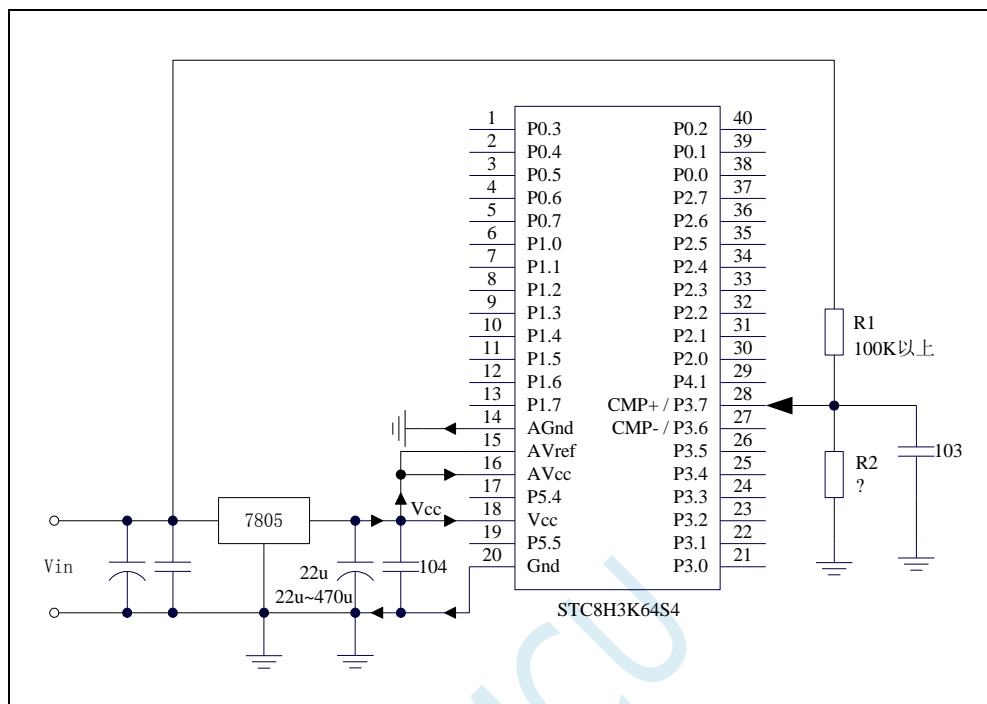 1 P0.3 P0.2 40
2 P0.4 P0.1 39
3 P0.5 P0.0 38
4 P0.6 P2.7 37
5 P0.7 P2.6 36
6 P1.0 P2.5 35
7 P1.1 P2.4 34
8 P1.2 P2.3 33
9 P1.3 P2.2 32
10 P1.4 P2.1 31
11 P1.5 P2.0 30
12 P1.6 P4.1 29
13 P1.7 CMP+ / P3.7 28
14 AGnd CMP- / P3.6 27
15 AVref P3.5 26
16 AVcc P3.4 25
17 P5.4 P3.3 24
18 Vcc P3.2 23
19 P5.5 P3.1 22
20 Gnd P3.0 21
STC8H3K64S4
R1
100K以上
R2
?
103
7805
Vcc
Vin
22u
22u~470u
104
MCU